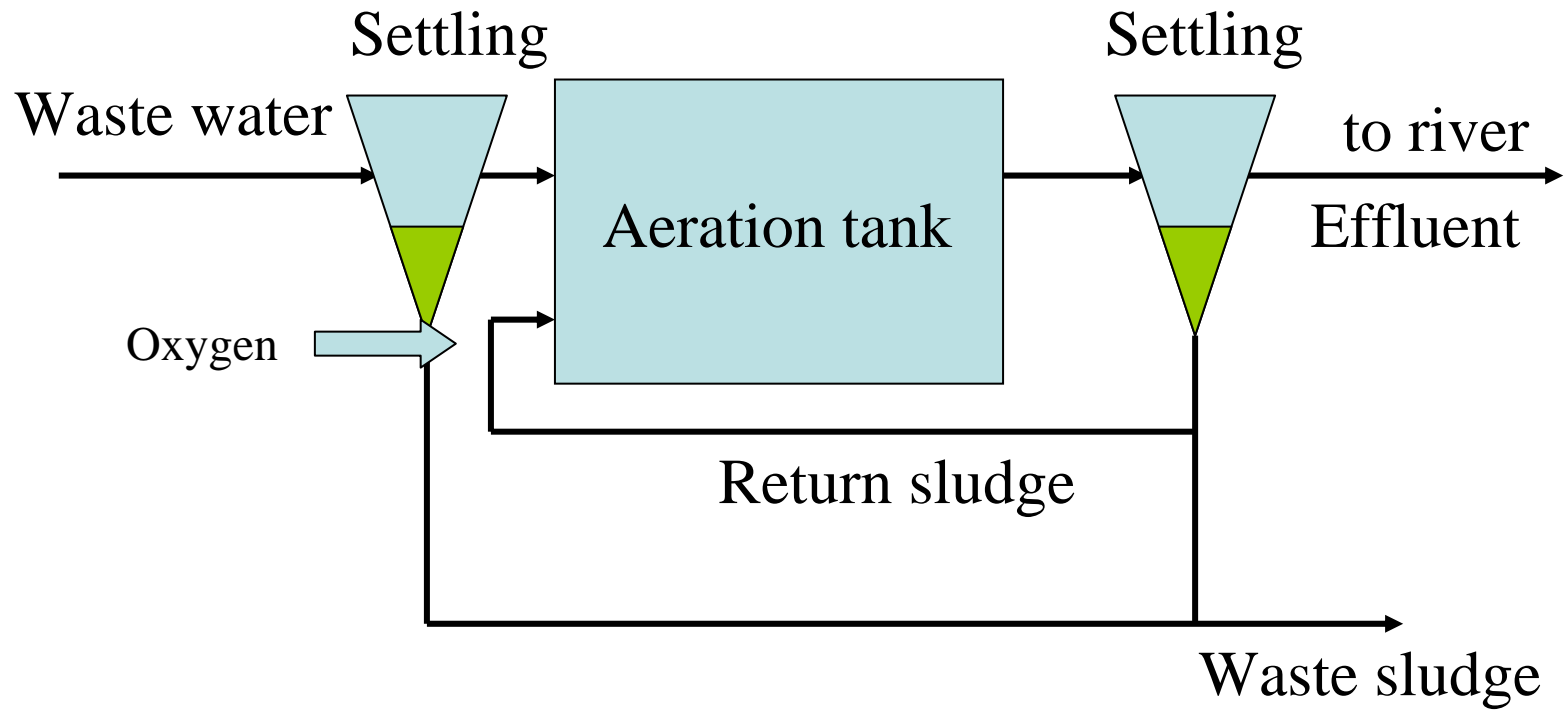 Settling
Settling
Waste water
to river
Aeration tank
Effluent
Oxygen
Return sludge
Waste sludge